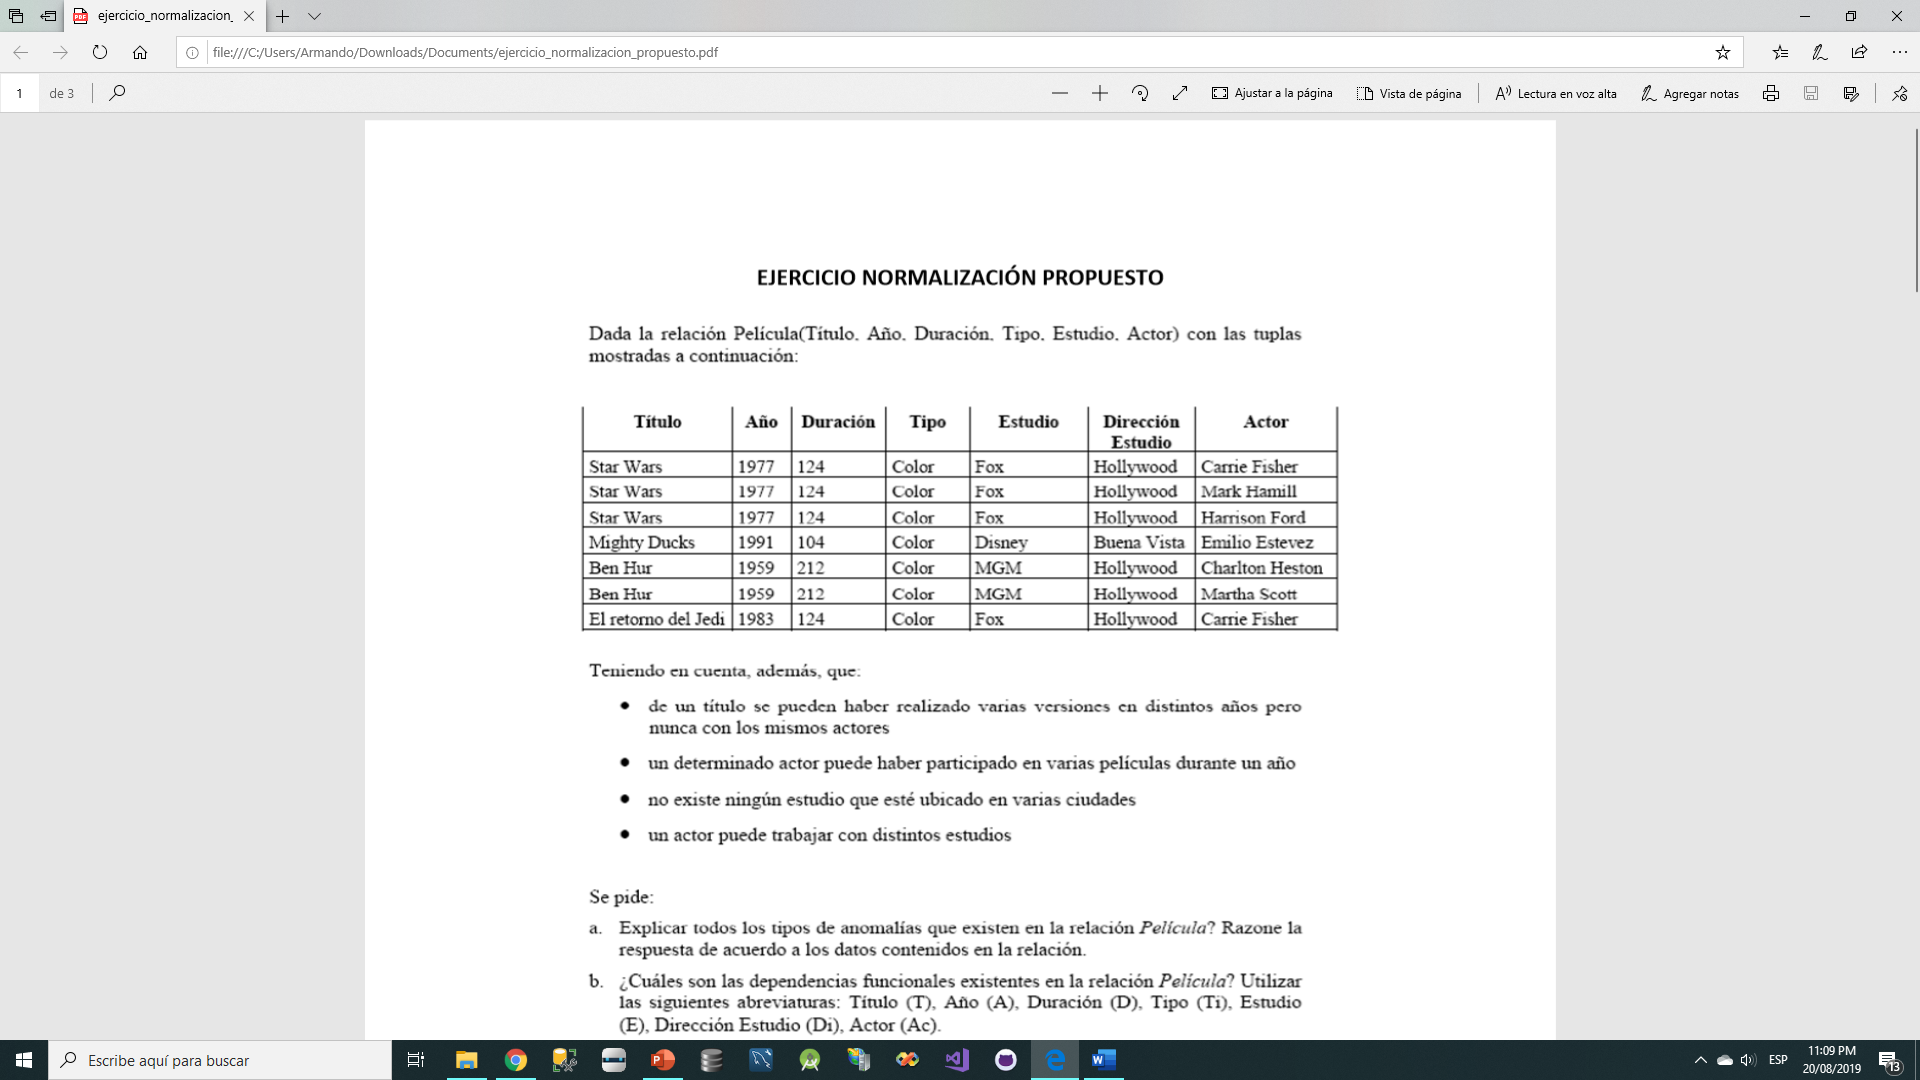 ejercicio_normalizacion_
file:///C:/Users/Armando/Downloads/Documents/ejercicio_normalizacion_propuesto.pdf
1 de 3 Ajustar a la página Vista de página Lectura en voz alta Agregar notas
EJERCICIO NORMALIZACIÓN PROPUESTO
Dada la relación Película(Título, Año, Duración, Tipo, Estudio, Actor) con las tuplas
mostradas a continuación:
Título Año Duración Tipo Estudio Dirección Estudio Actor
Star Wars 1977 124 Color Fox Hollywood Carrie Fisher
Star Wars 1977 124 Color Fox Hollywood Mark Hamill
Star Wars 1977 124 Color Fox Hollywood Harrison Ford
Mighty Ducks 1991 104 Color Disney Buena Vista Emilio Estevez
Ben Hur 1959 212 Color MGM Hollywood Charlton Heston
Ben Hur 1959 212 Color MGM Hollywood Martha Scott
El retorno del Jedi 1983 124 Color Fox Hollywood Carrie Fisher
Teniendo en cuenta, además, que:
• de un título se pueden haber realizado varias versiones en distintos años pero
nunca con los mismos actores
• un determinado actor puede haber participado en varias películas durante un año
• no existe ningún estudio que esté ubicado en varias ciudades
• un actor puede trabajar con distintos estudios
Se pide:
a. Explicar todos los tipos de anomalías que existen en la relación Película? Razone la
respuesta de acuerdo a los datos contenidos en la relación.
b. ¿Cuáles son las dependencias funcionales existentes en la relación Película? Utilizar
las siguientes abreviaturas: Título (T), Año (A), Duración (D), Tipo (Ti), Estudio
(E), Dirección Estudio (Di), Actor (Ac).
Escribe aquí para buscar
ESP
11:09 PM
20/08/2019
13